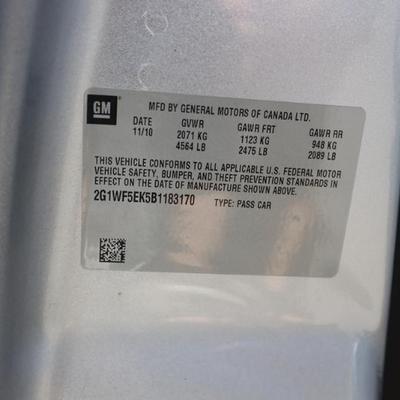 GM
MFD BY GENERAL MOTORS OF CANADA LTD.
DATE GVWR GAWR FRT GAWR RR
11/10 2071 KG 1123 KG 948 KG
4564 LB 2475 LB 2089 LB
THIS VEHICLE CONFORMS TO ALL APPLICABLE U.S. FEDERAL MOTOR
VEHICLE SAFETY, BUMPER, AND THEFT PREVENTION STANDARDS IN
EFFECT ON THE DATE OF MANUFACTURE SHOWN ABOVE.
2G1WF5EK5B1183170 TYPE: PASS CAR